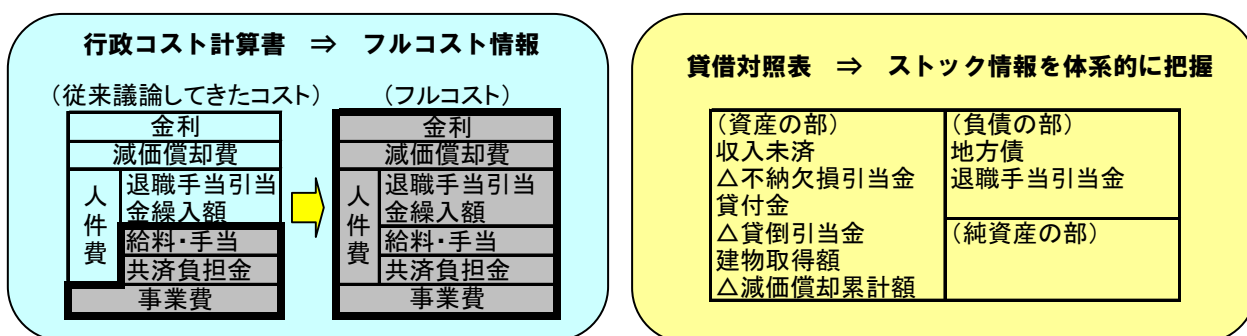 行政コスト計算書 ⇒ フルコスト情報
(従来議論してきたコスト)
金利
減価償却費
人件費
退職手当引当
金繰入額
給料・手当
共済負担金
事業費
(フルコスト)
金利
減価償却費
人件費
退職手当引当
金繰入額
給料・手当
共済負担金
事業費
貸借対照表 ⇒ ストック情報を体系的に把握
(資産の部)
収入未済
△不納欠損引当金
貸付金
△貸倒引当金
建物取得額
△減価償却累計額
(負債の部)
地方債
退職手当引当金
(純資産の部)